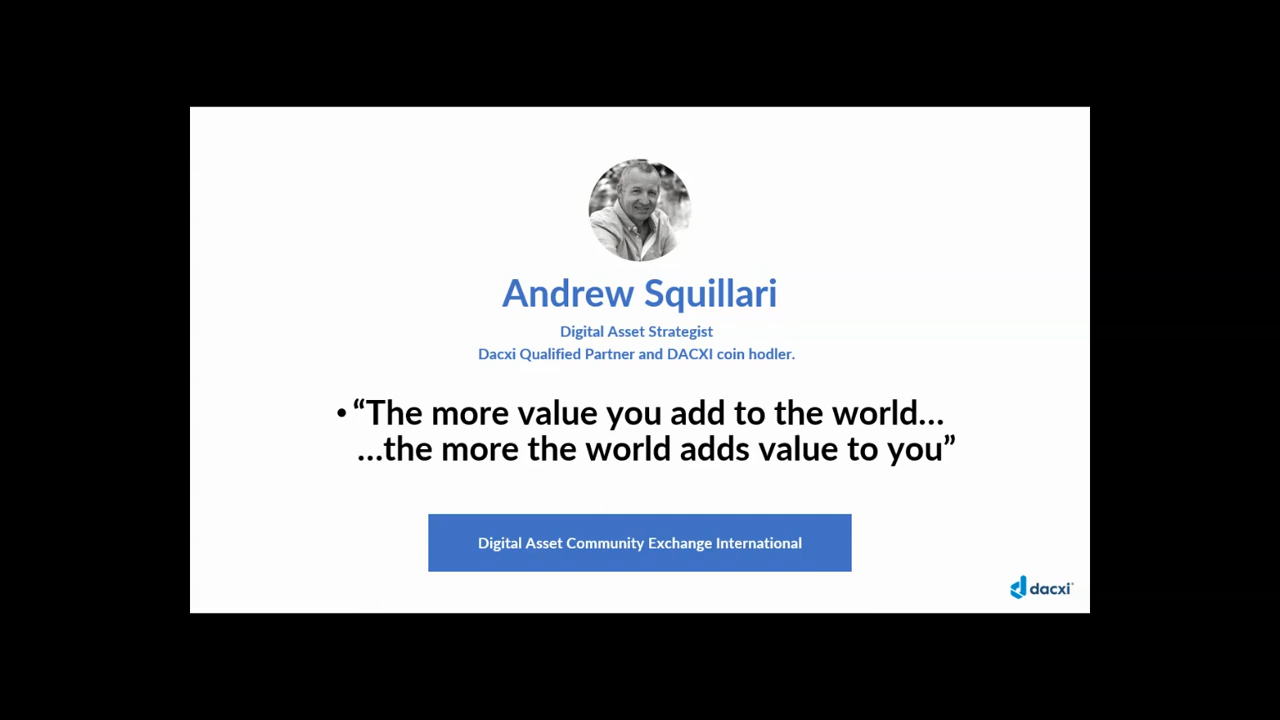 Andrew Squillari
Digital Asset Strategist
Dacxi Qualified Partner and DACXI coin hodler.
•“The more value you add to the world...
...the more the world adds value to you”
Digital Asset Community Exchange International
dacxi